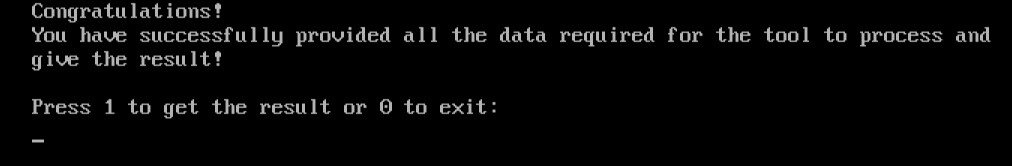 Congratulations!
You have successfully provided all the data required for the tool to process and
give the result!
Press 1 to get the result or 0 to exit:
_